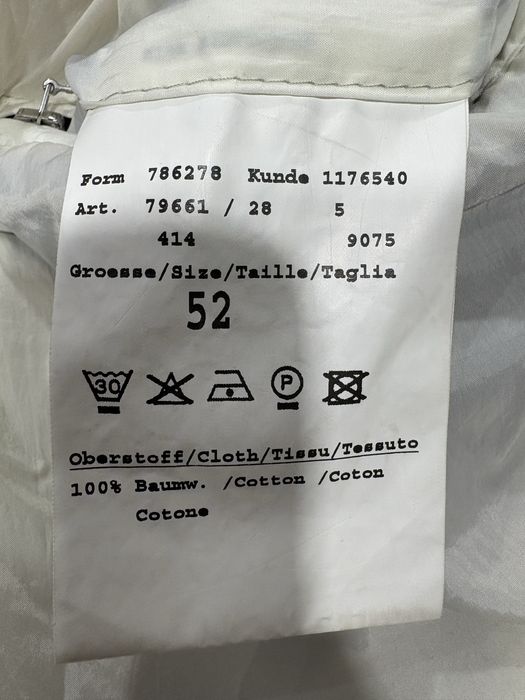 Form 786278 Kunde 1176540
Art. 79661 / 28 5
414 9075
Groesse/Size/Taille/Taglia
52
30 P
Oberstoff/Cloth/Tissu/Tessuto
100% Baumw. /Cotton /Coton
Cotone